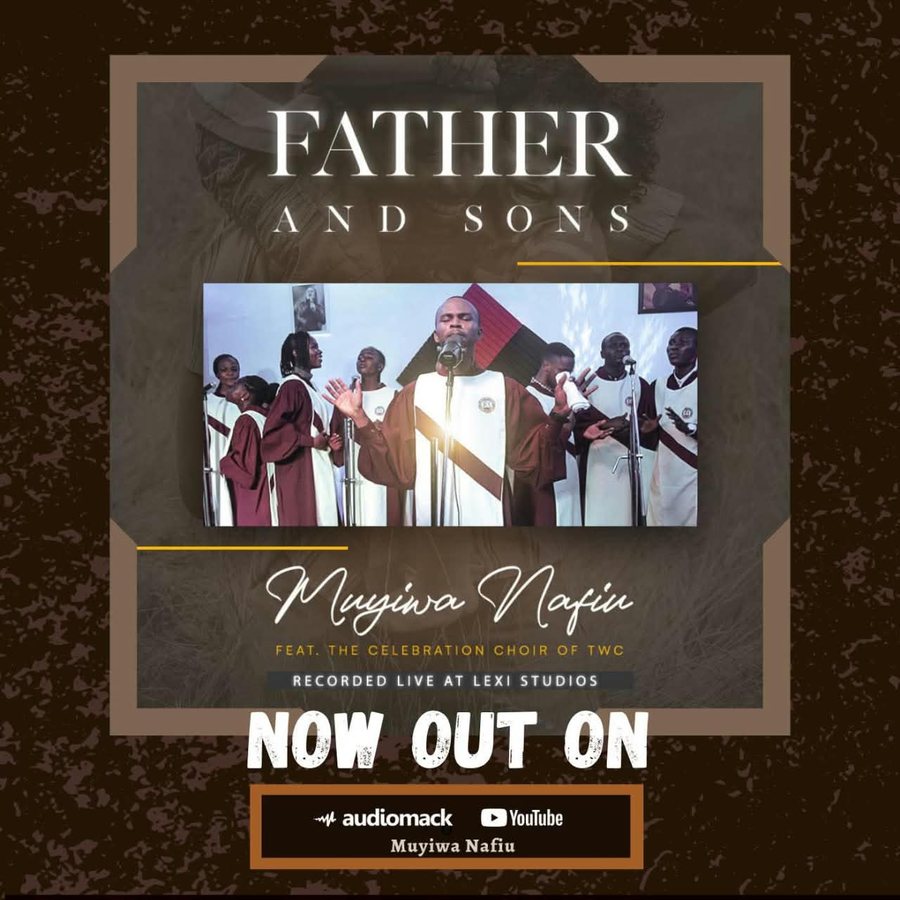 FATHER
AND SONS
Muyiwa Nafiu
FEAT. THE CELEBRATION CHOIR OF TWC
RECORDED LIVE AT LEXI STUDIOS
NOW OUT ON
audiomack YouTube
Muyiwa Nafiu